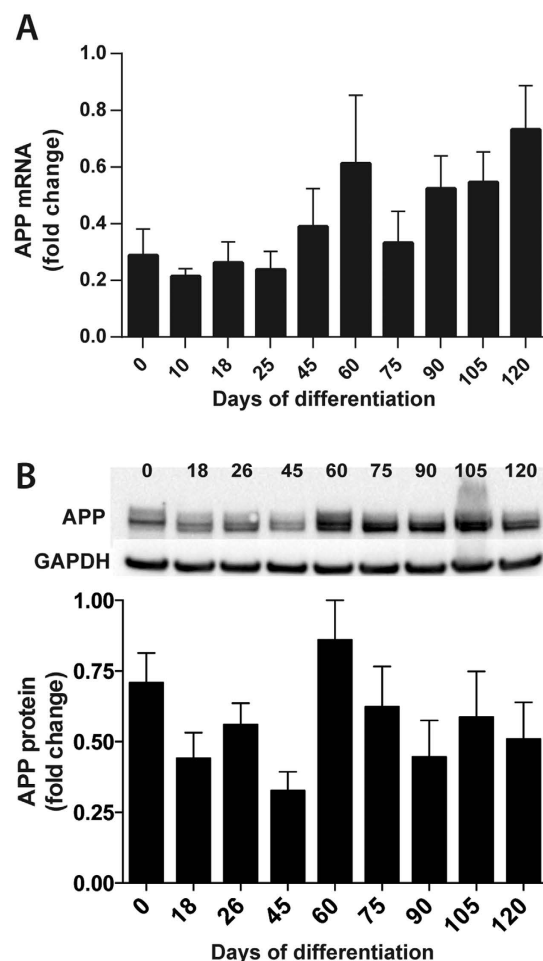 A
APP mRNA
(fold change)
1.0
0.8
0.6
0.4
0.2
0.0
0 10 18 25 45 60 75 90 105 120
Days of differentiation
B
0 18 26 45 60 75 90 105 120
APP
GAPDH
APP protein
(fold change)
1.00
0.75
0.50
0.25
0.00
0 18 26 45 60 75 90 105 120
Days of differentiation